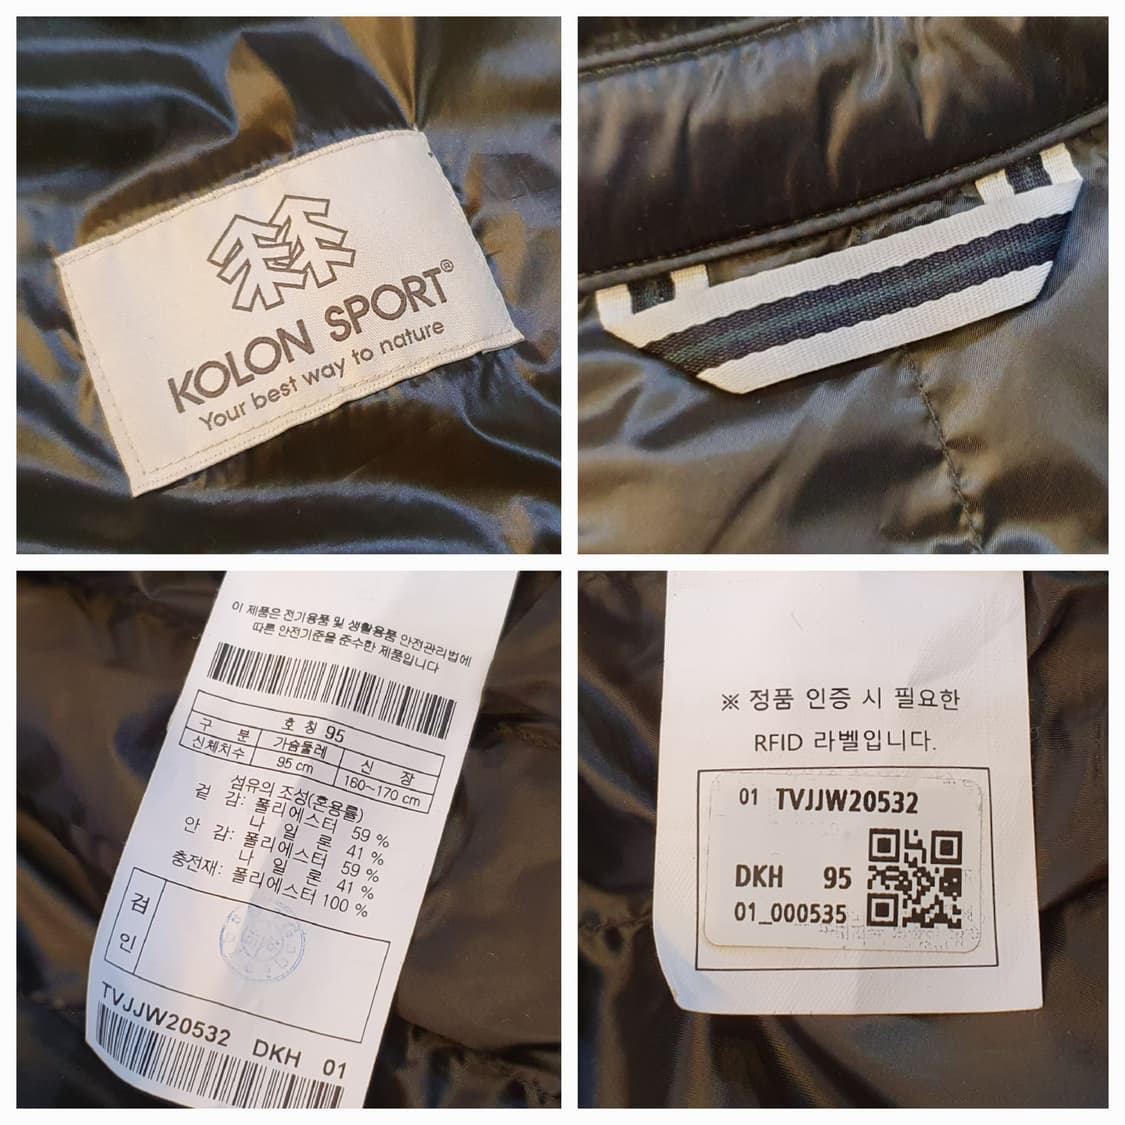 KOLON SPORT®
Your best way to nature
이 제품은 전기용품 및 생활용품 안전관리법에
따른 안전기준을 준수한 제품입니다
호 칭 95
구 분 가슴둘레 신 장
신체치수 95 cm 160~170 cm
섬유의 조성(혼용률)
겉 감: 폴리에스터 59 %
나 일 론 41 %
안 감: 폴리에스터 59 %
나 일 론 41 %
충전재: 폴리에스터 100 %
검
인
TVJJW20532 DKH 01
※ 정품 인증 시 필요한
RFID 라벨입니다.
01 TVJJW20532
DKH 95
01_000535